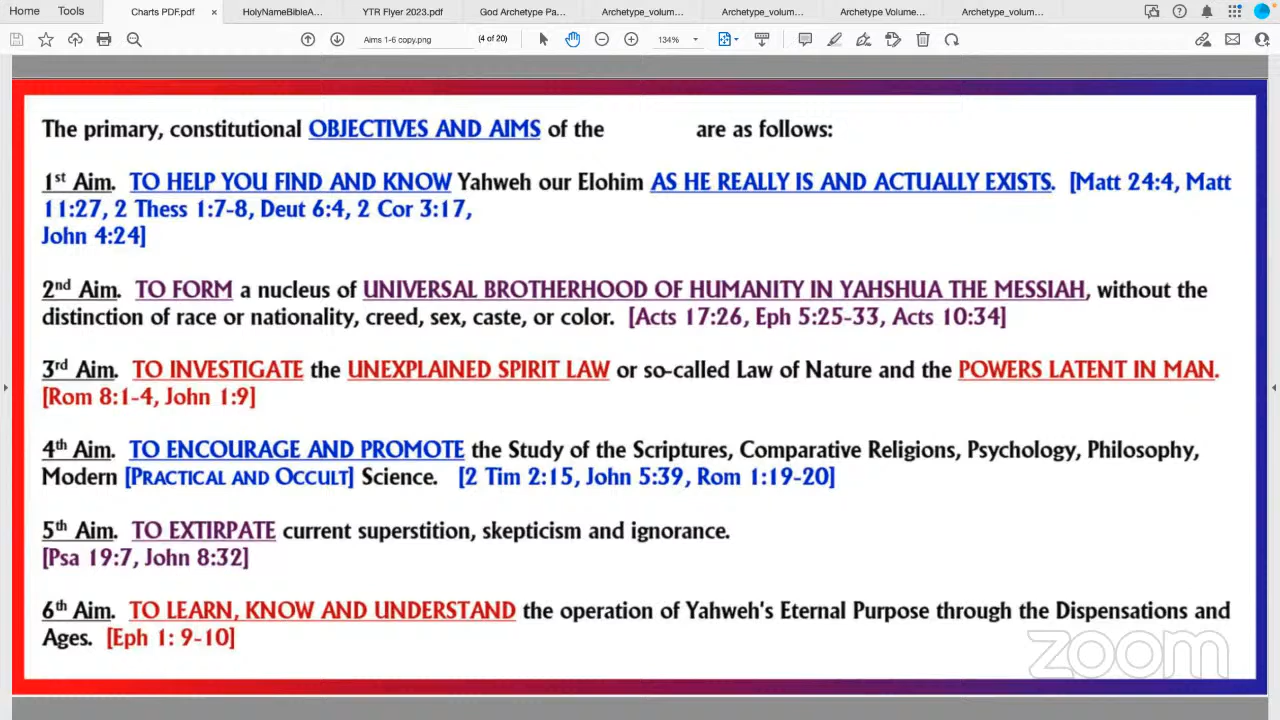 Home Tools Charts PDF.pdf × HolyNameBibleA... YTR Flyer 2023.pdf God Archetype Pa... Archetype_volum... Archetype_volum... Archetype Volume... Archetype_volum...
Aims 1-6 copy.png (4 of 20) 134%
The primary, constitutional OBJECTIVES AND AIMS of the are as follows:
1st Aim. TO HELP YOU FIND AND KNOW Yahweh our Elohim AS HE REALLY IS AND ACTUALLY EXISTS. [Matt 24:4, Matt
11:27, 2 Thess 1:7-8, Deut 6:4, 2 Cor 3:17,
John 4:24]
2nd Aim. TO FORM a nucleus of UNIVERSAL BROTHERHOOD OF HUMANITY IN YAHSHUA THE MESSIAH, without the
distinction of race or nationality, creed, sex, caste, or color. [Acts 17:26, Eph 5:25-33, Acts 10:34]
3rd Aim. TO INVESTIGATE the UNEXPLAINED SPIRIT LAW or so-called Law of Nature and the POWERS LATENT IN MAN.
[Rom 8:1-4, John 1:9]
4th Aim. TO ENCOURAGE AND PROMOTE the Study of the Scriptures, Comparative Religions, Psychology, Philosophy,
Modern [PRACTICAL AND OCCULT] Science. [2 Tim 2:15, John 5:39, Rom 1:19-20]
5th Aim. TO EXTIRPATE current superstition, skepticism and ignorance.
[Psa 19:7, John 8:32]
6th Aim. TO LEARN, KNOW AND UNDERSTAND the operation of Yahweh's Eternal Purpose through the Dispensations and
Ages. [Eph 1: 9-10]
zoom